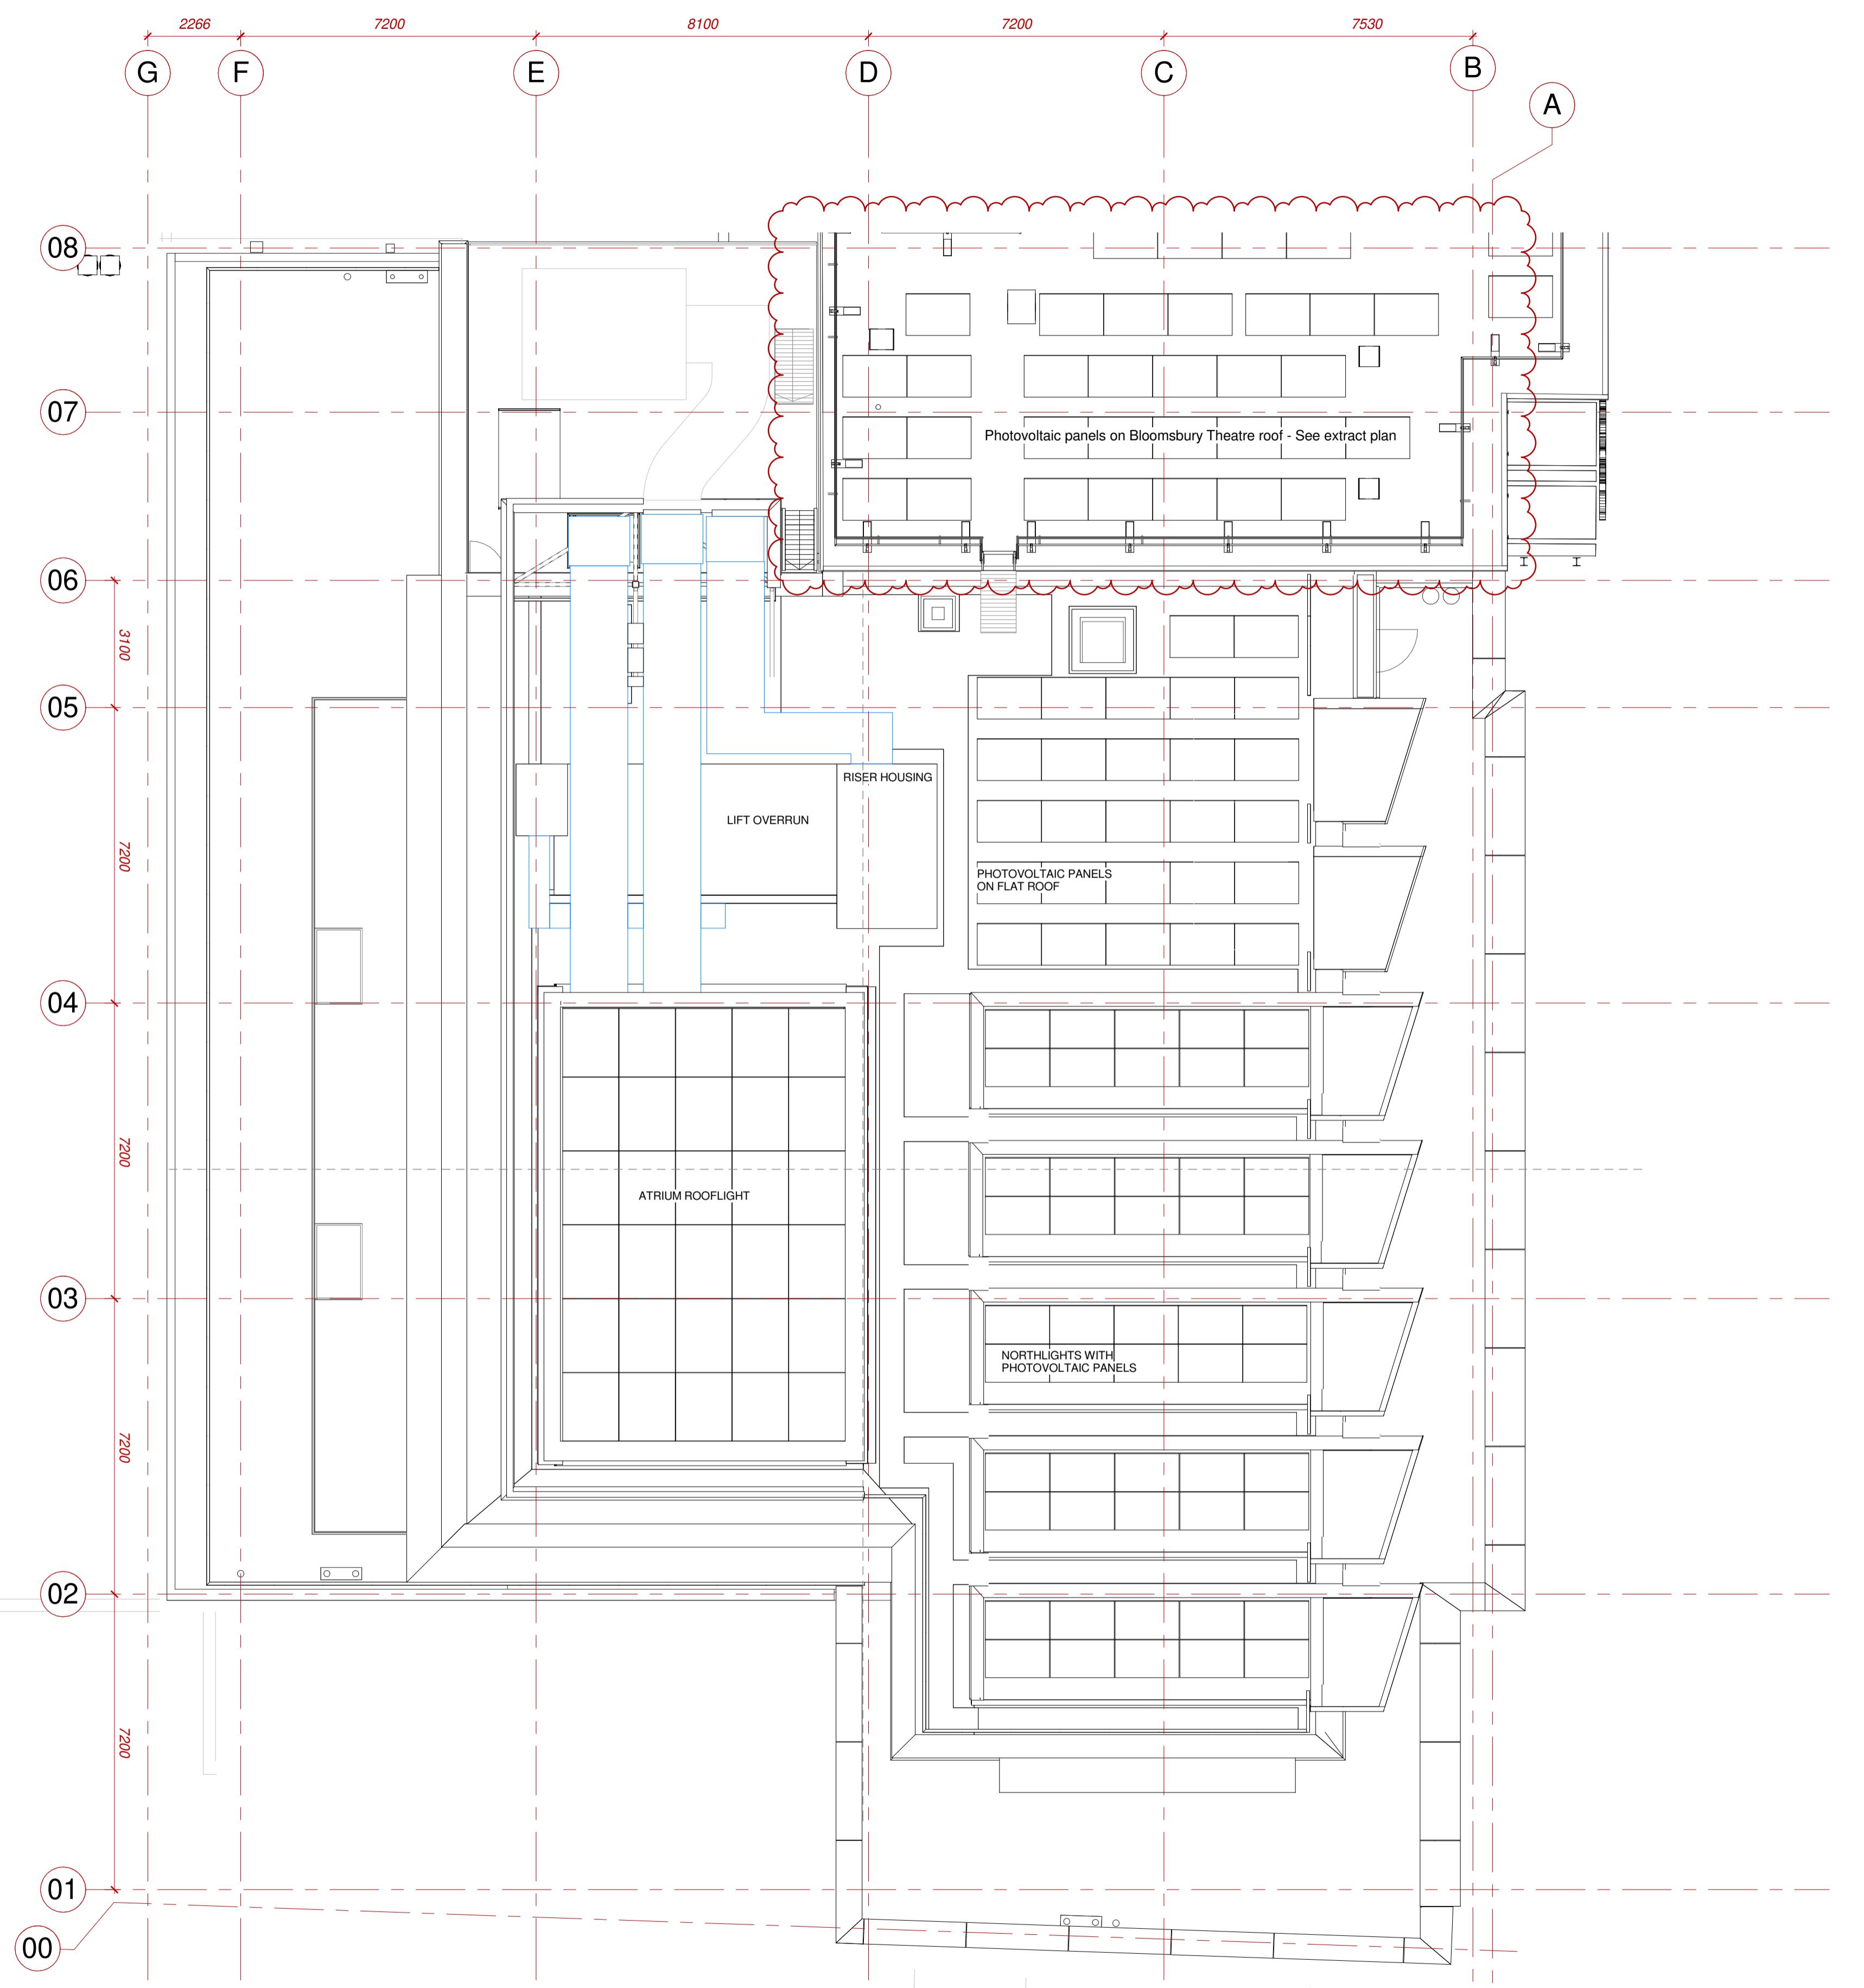 2266
7200
8100
7200
7530
G
F
E
D
C
B
A
08
07
Photovoltaic panels on Bloomsbury Theatre roof - See extract plan
06
3100
05
RISER HOUSING
LIFT OVERRUN
7200
PHOTOVOLTAIC PANELS
ON FLAT ROOF
04
7200
ATRIUM ROOFLIGHT
03
NORTHLIGHTS WITH
PHOTOVOLTAIC PANELS
7200
02
7200
01
00